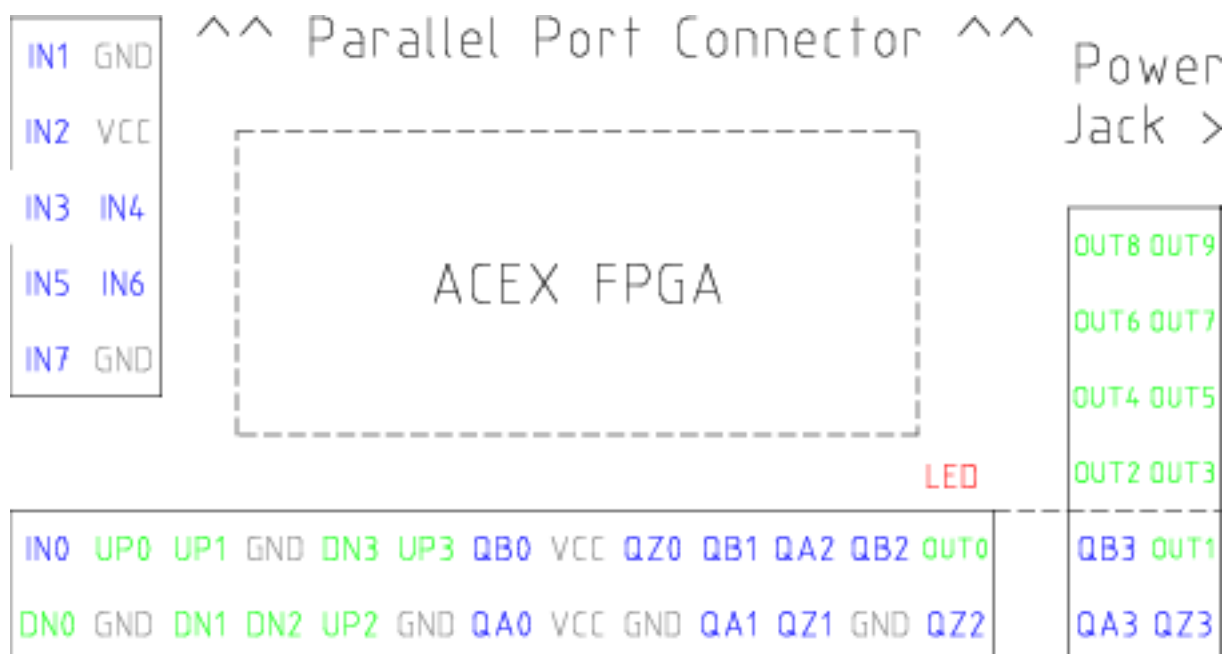 ^^ Parallel Port Connector ^^
Power
Jack >
IN1 GND
IN2 VCC
IN3 IN4
IN5 IN6
IN7 GND
ACEX FPGA
OUT8 OUT9
OUT6 OUT7
OUT4 OUT5
OUT2 OUT3
LED
IN0 UP0 UP1 GND DN3 UP3 QB0 VCC QZ0 QB1 QA2 QB2 OUT0
DN0 GND DN1 DN2 UP2 GND QA0 VCC GND QA1 QZ1 GND QZ2
QB3 OUT1
QA3 QZ3